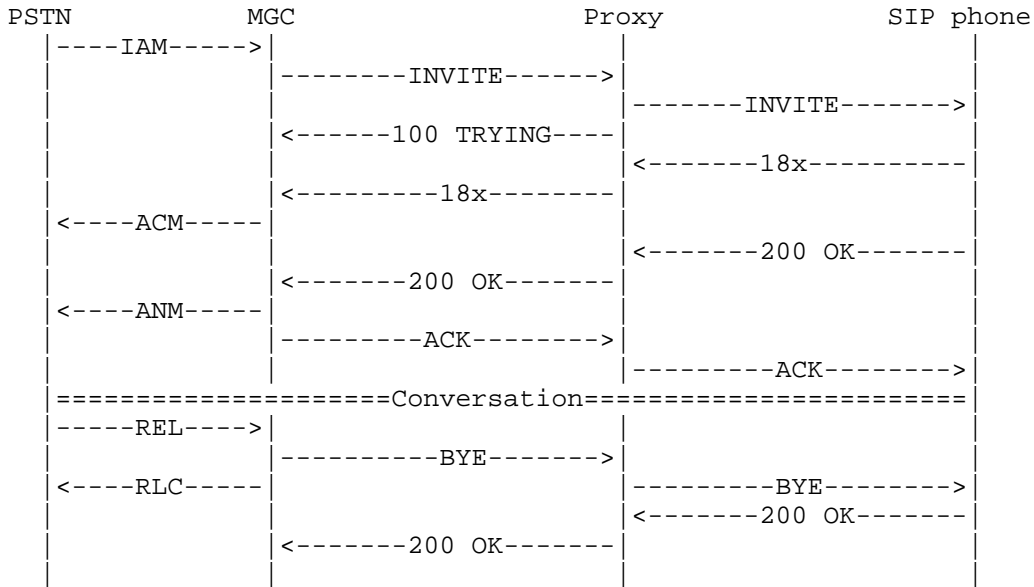 PSTN MGC Proxy SIP phone
|----IAM----->| | |
| |--------INVITE------>| |
| | |-------INVITE------->|
| |<------100 TRYING----| |
| | |<-------18x----------|
| |<---------18x--------| |
|<----ACM-----| | |
| | |<-------200 OK-------|
| |<-------200 OK-------| |
|<----ANM-----| | |
| |---------ACK-------->| |
| | |---------ACK-------->|
|=====================Conversation========================|
|-----REL---->| | |
| |----------BYE------->| |
|<----RLC-----| |---------BYE-------->|
| | |<-------200 OK-------|
| |<-------200 OK-------| |
| | | |